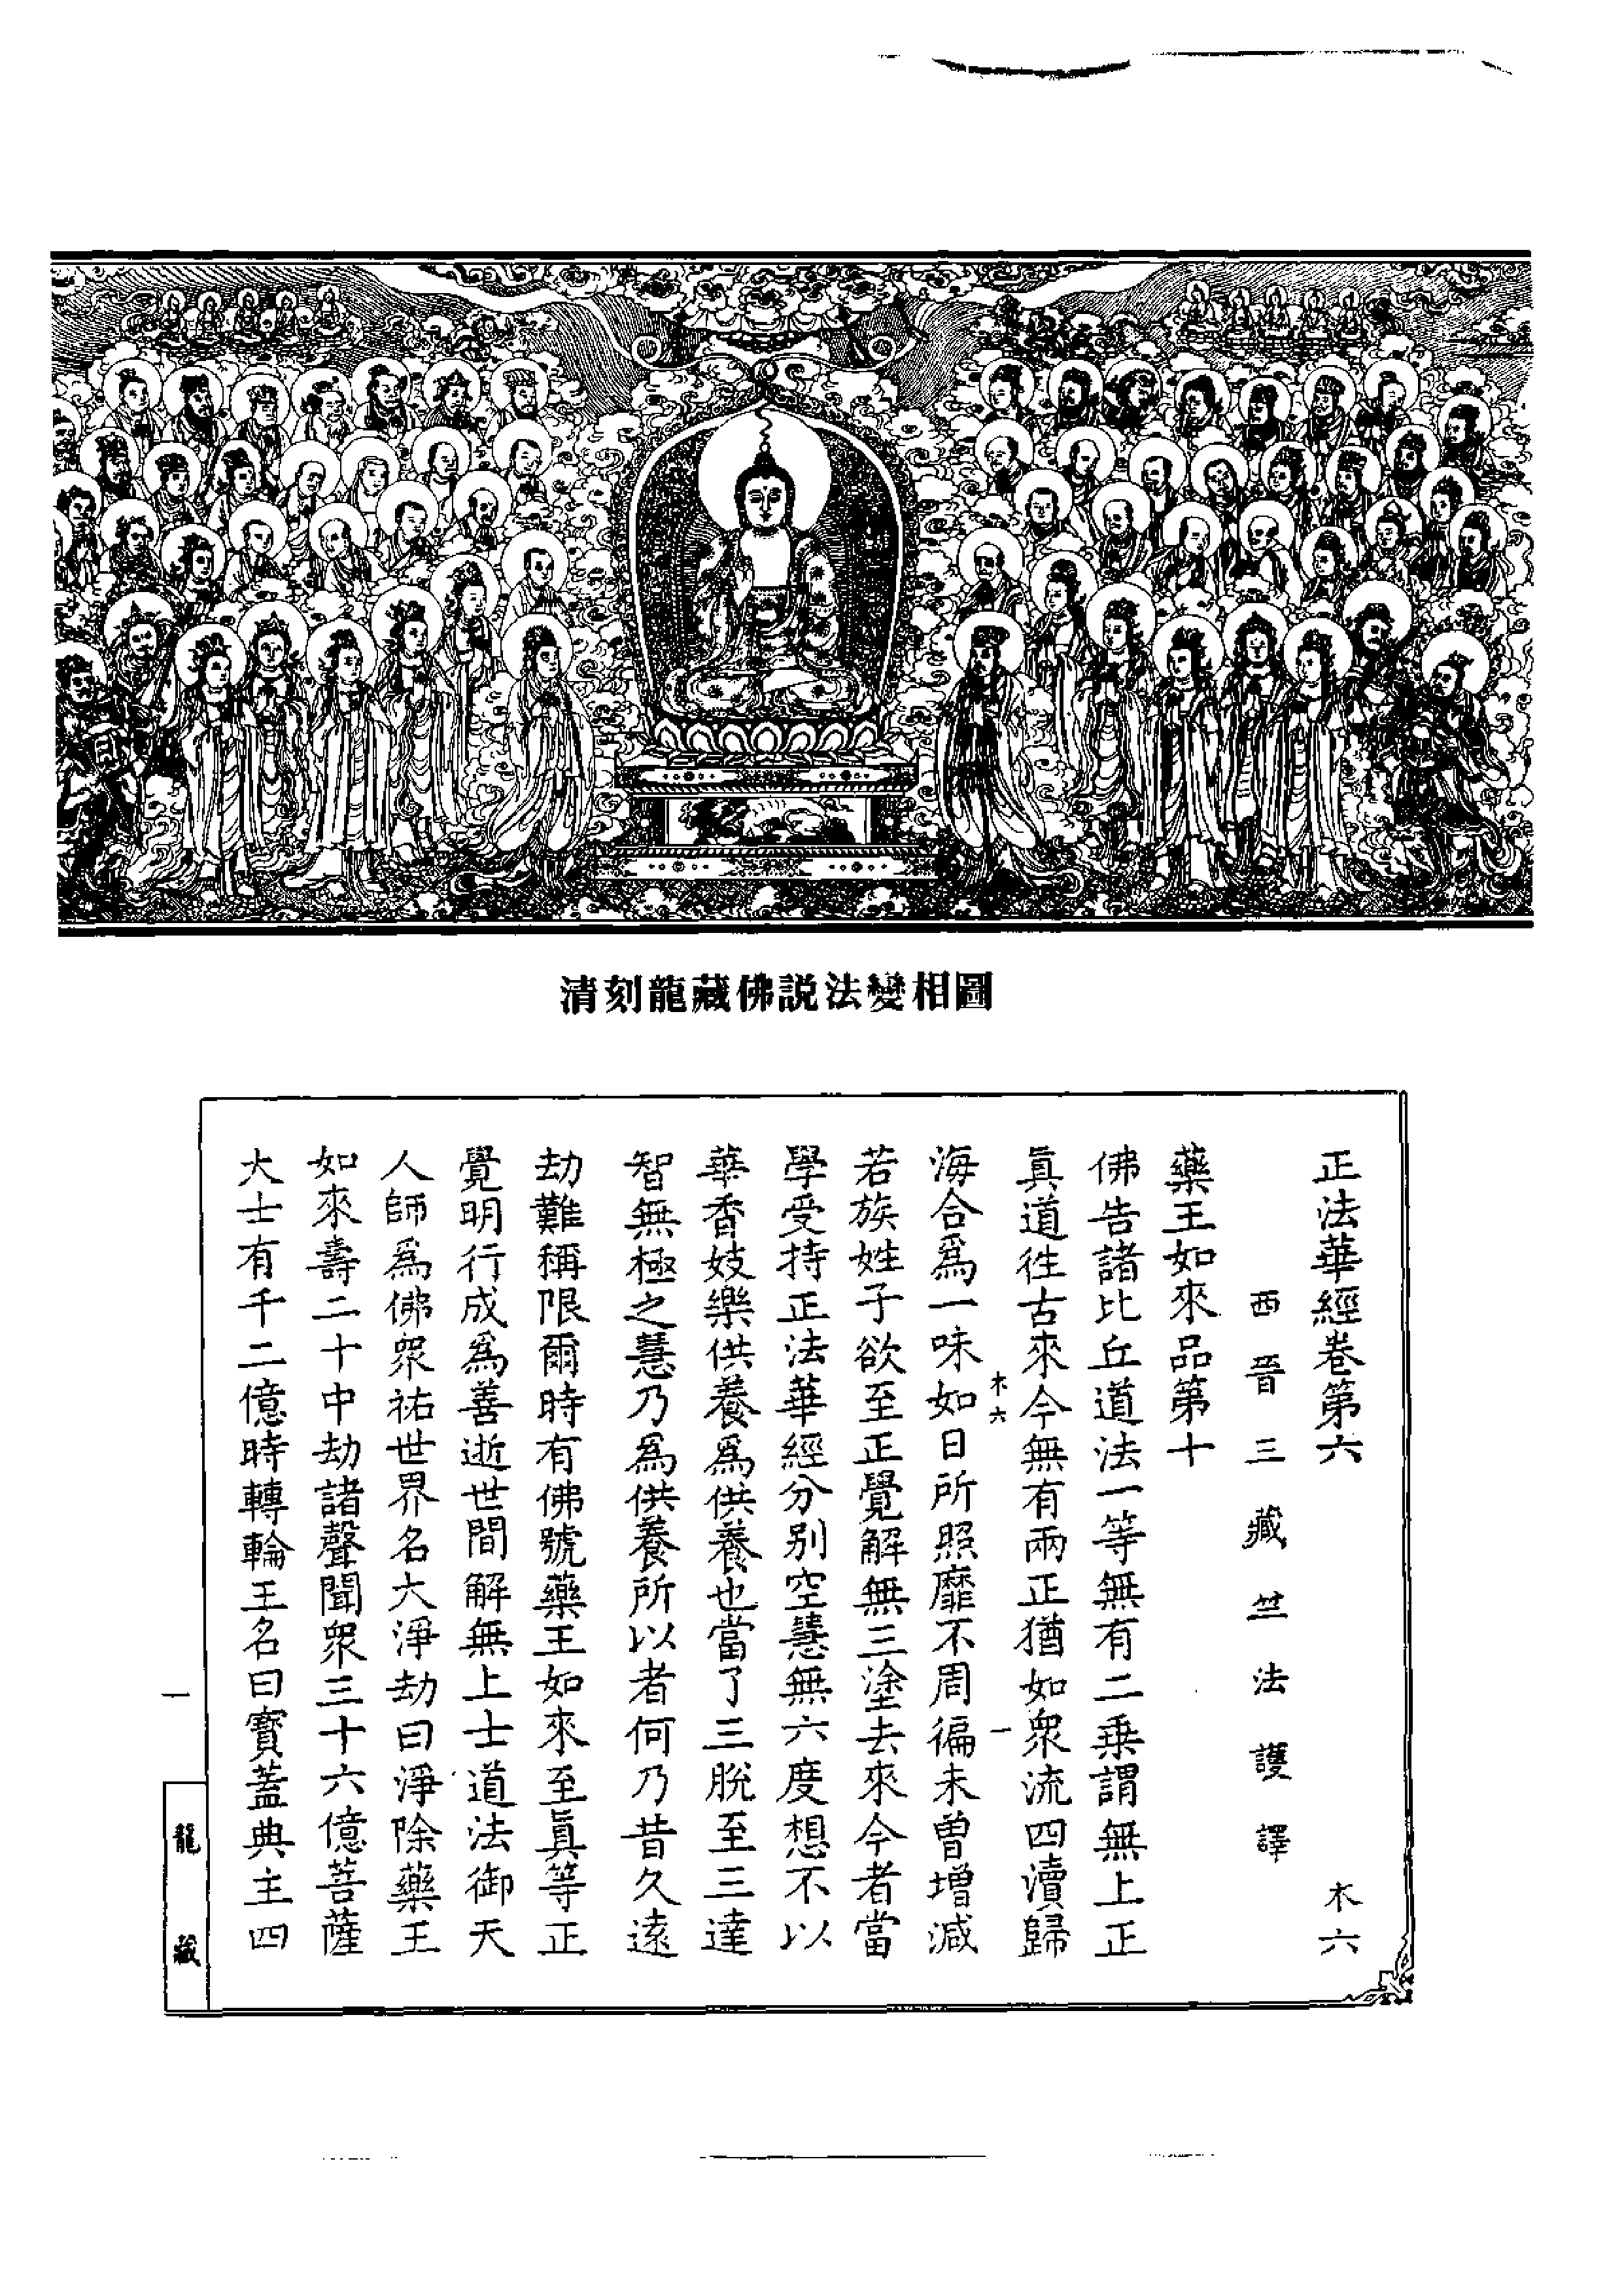 清刻龍藏佛説法變相圖
正法華經卷第六 木六
西晉三藏竺法護譯
藥王如來品第十
佛告諸比丘道法一等無有二乗謂無上正
眞道徃古來今無有兩正猶如衆流四瀆歸
木六 一
海合爲一味如日所照靡不周徧未曾增減
若族姓子欲至正覺解無三塗去來今者當
學受持正法華經分别空慧無六度想不以
華香妓樂供養爲供養也當了三脫至三達
智無極之慧乃爲供養所以者何乃昔久遠
劫難稱限爾時有佛號藥王如來至眞等正
覺明行成爲善逝世間解無上士道法御天
人師爲佛衆祐世界名大淨劫曰淨除藥王
如來壽二十中劫諸聲聞衆三十六億菩薩
大士有千二億時轉輪王名曰寳蓋典主四
一
龍藏